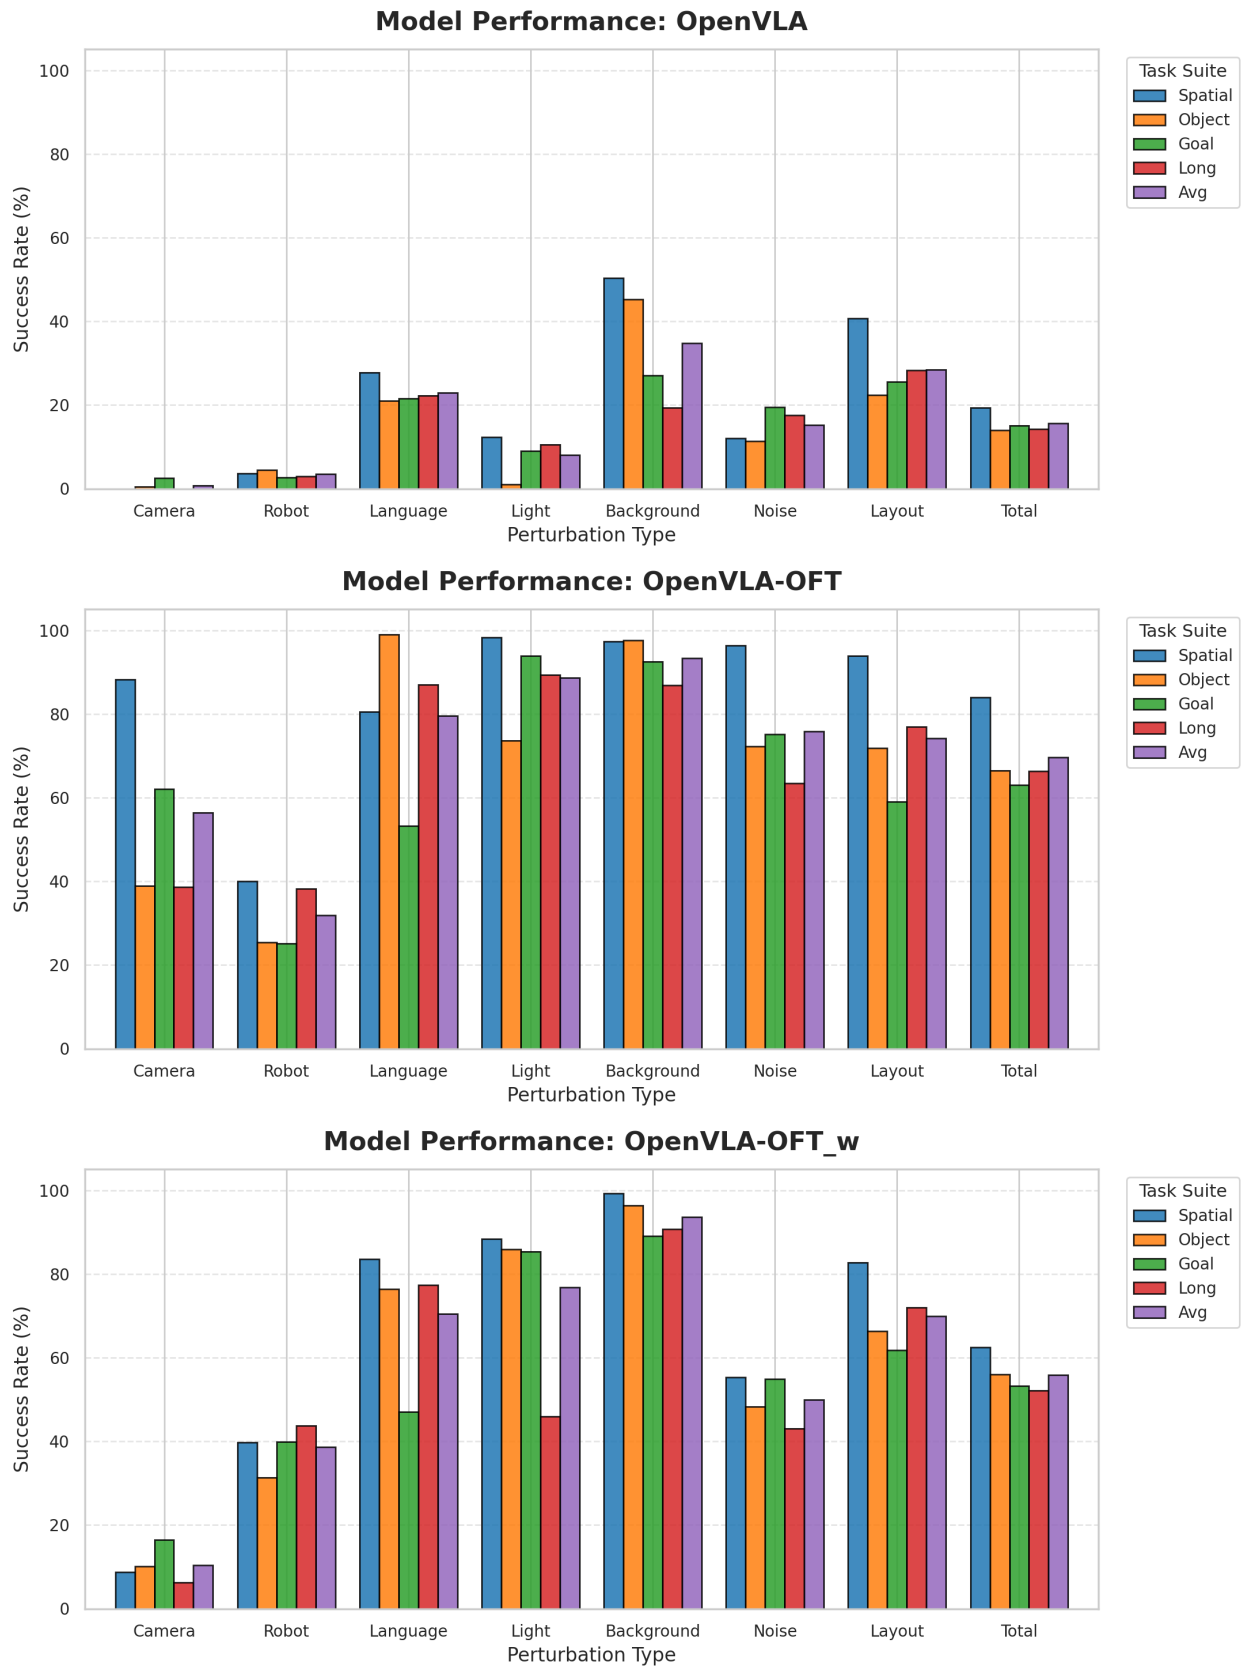 Model Performance: OpenVLA
Success Rate (%)
100
80
60
40
20
0
Camera Robot Language Light Background Noise Layout Total
Perturbation Type
Task Suite
Spatial
Object
Goal
Long
Avg
Model Performance: OpenVLA-OFT
Success Rate (%)
100
80
60
40
20
0
Camera Robot Language Light Background Noise Layout Total
Perturbation Type
Task Suite
Spatial
Object
Goal
Long
Avg
Model Performance: OpenVLA-OFT_w
Success Rate (%)
100
80
60
40
20
0
Camera Robot Language Light Background Noise Layout Total
Perturbation Type
Task Suite
Spatial
Object
Goal
Long
Avg